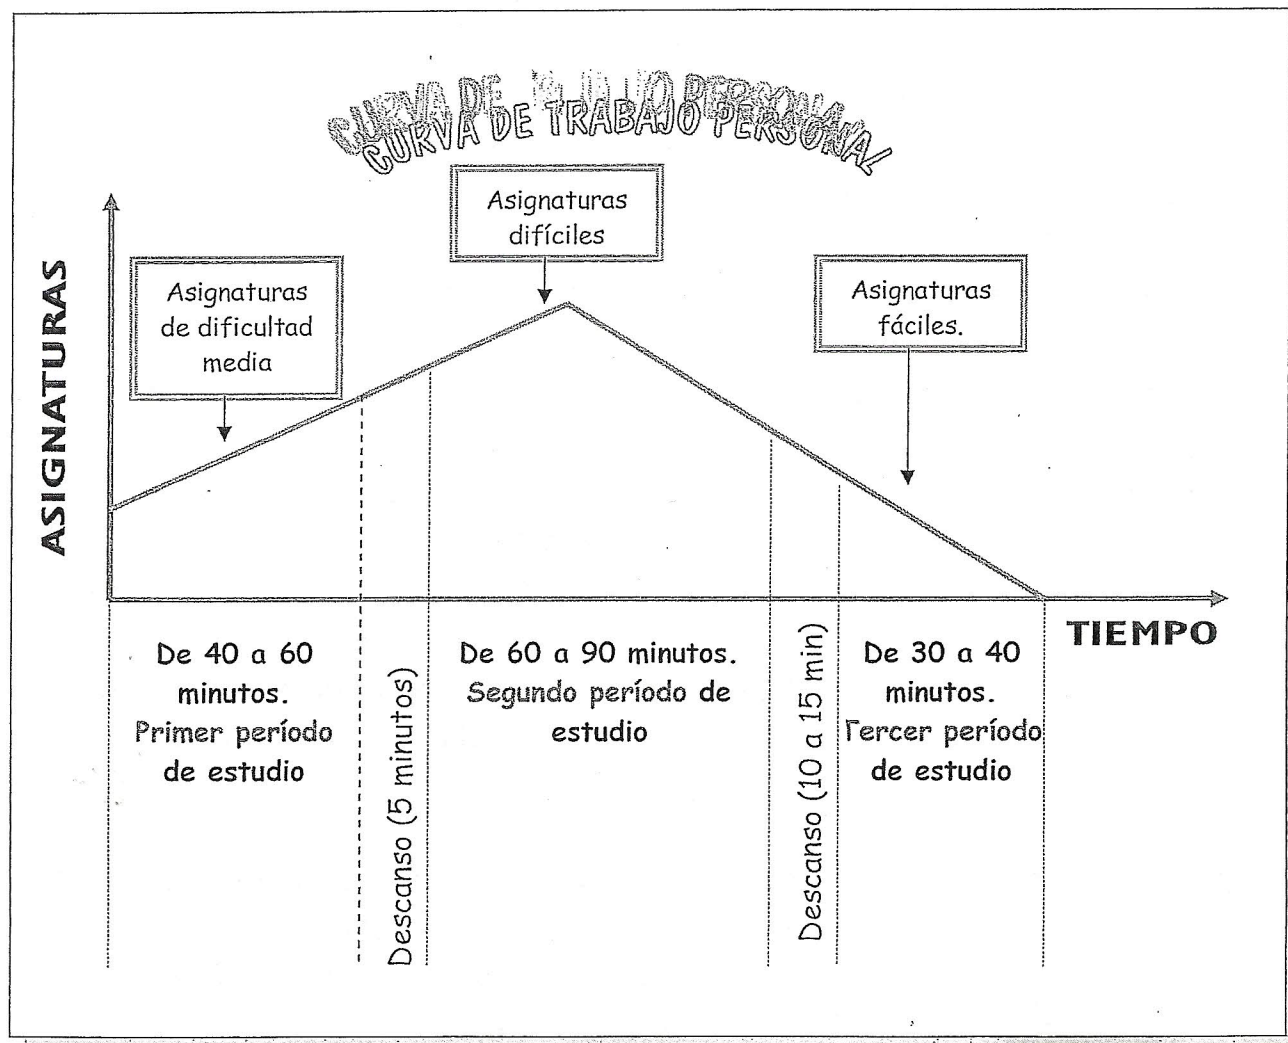 CURVA DE TRABAJO PERSONAL
Asignaturas
difíciles
Asignaturas
de dificultad
media
Asignaturas
fáciles.
ASIGNATURAS
TIEMPO
De 40 a 60
minutos.
Primer período
de estudio
Descanso (5 minutos)
De 60 a 90 minutos.
Segundo período de
estudio
Descanso (10 a 15 min)
De 30 a 40
minutos.
Tercer período
de estudio